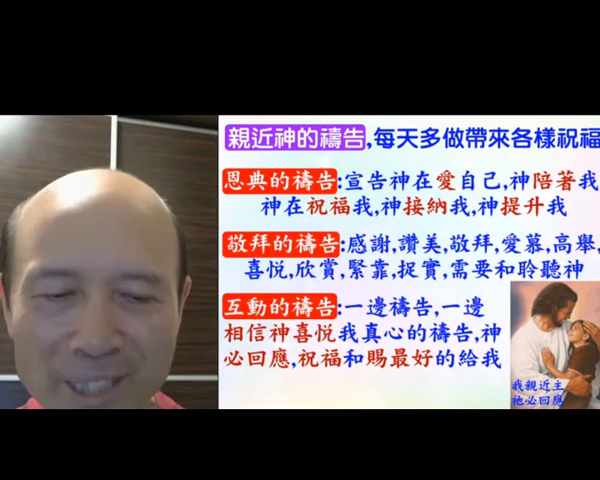 親近神的禱告,每天多做帶來各樣祝福
恩典的禱告:宣告神在愛自己,神陪著我
神在祝福我,神接納我,神提升我
敬拜的禱告:感謝,讚美,敬拜,愛慕,高舉,
喜悅,欣賞,緊靠,捉實,需要和聆聽神
互動的禱告:一邊禱告,一邊
相信神喜悅我真心的禱告,神
必回應,祝福和賜最好的給我
我親近主
祂必回應